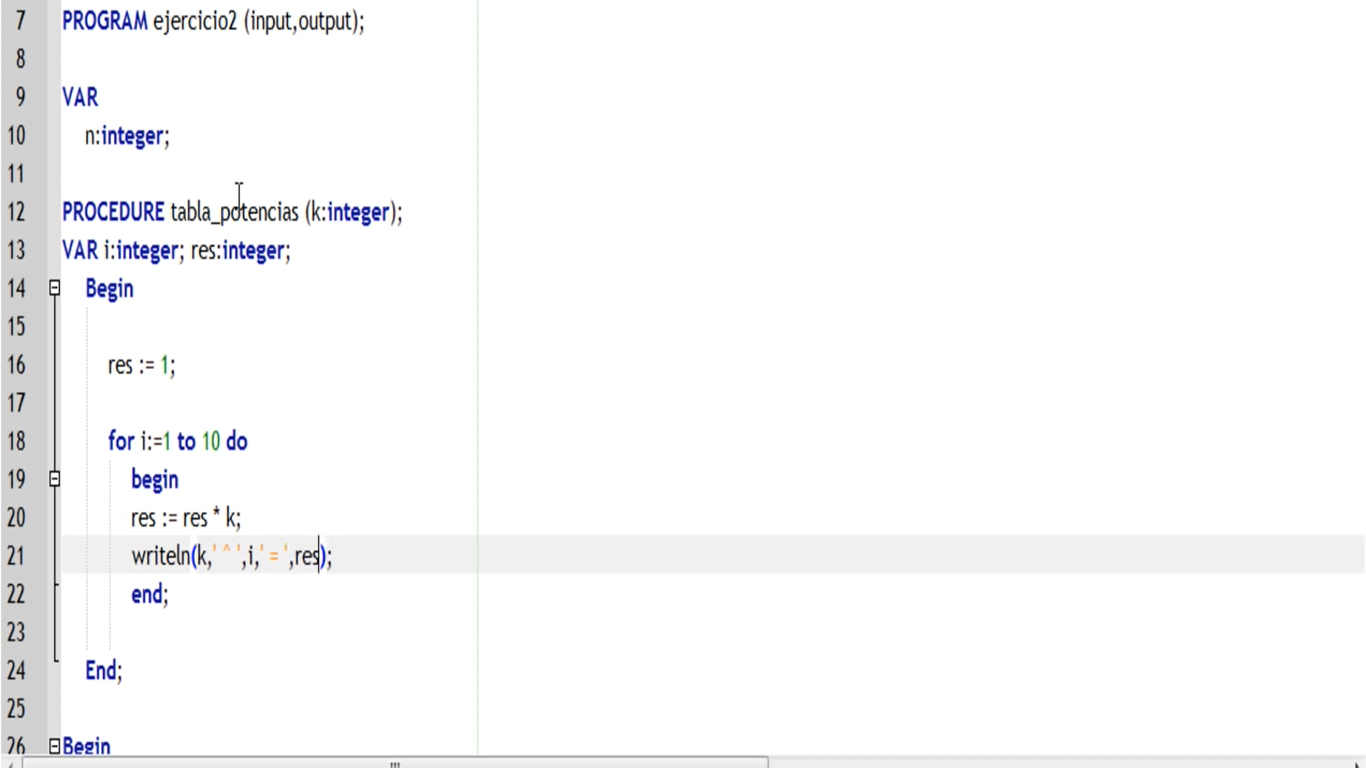 7 PROGRAM ejercicio2 (input,output);
8
9 VAR
10 n:integer;
11
12 PROCEDURE tabla_potencias (k:integer);
13 VAR i:integer; res:integer;
14 Begin
15
16 res := 1;
17
18 for i:=1 to 10 do
19 begin
20 res := res * k;
21 writeln(k,' ^ ',i,' = ',res);
22 end;
23
24 End;
25
26 Begin